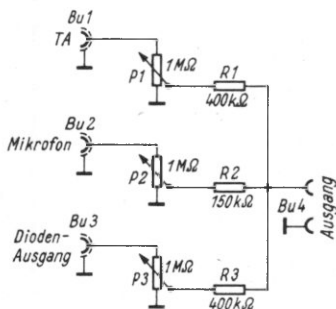 Bu1
TA
P1
1MΩ
R1
400kΩ
Bu2
Mikrofon
P2
1MΩ
R2
150kΩ
Bu4
Ausgang
Bu3
Dioden-
Ausgang
P3
1MΩ
R3
400kΩ